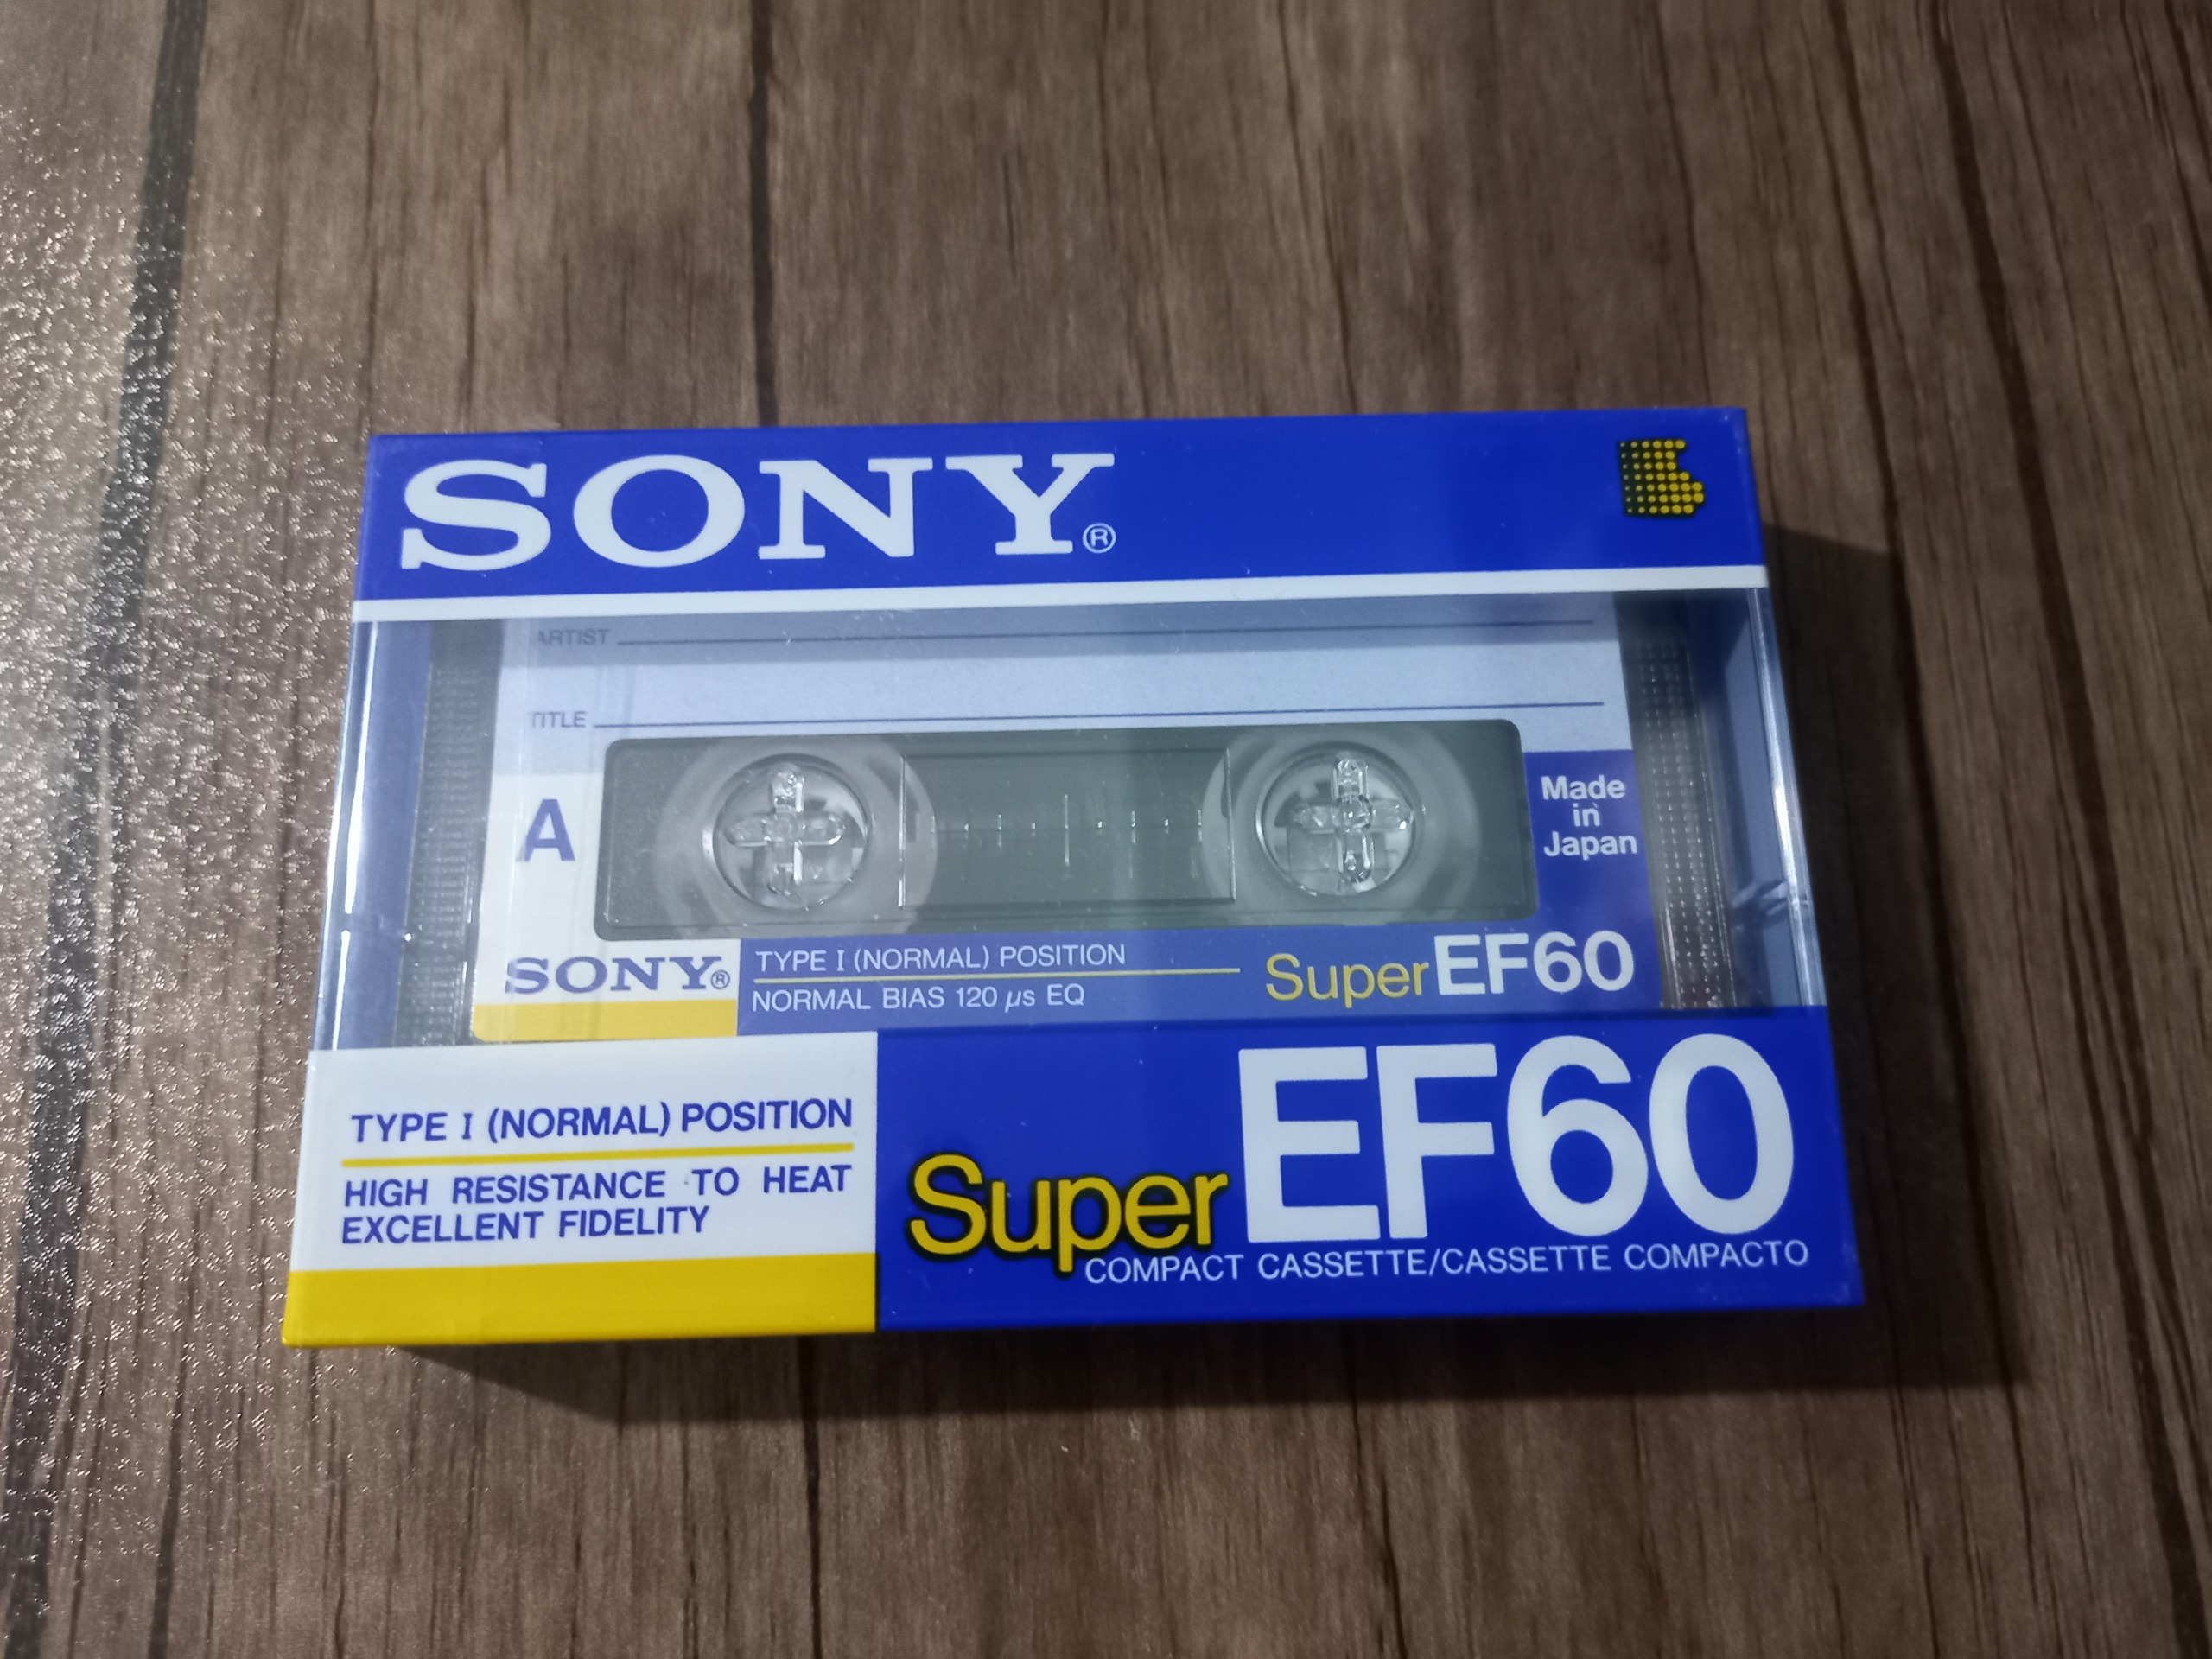 SONY®
ARTIST
TITLE
A
Made
in
Japan
SONY®
TYPE I (NORMAL) POSITION
NORMAL BIAS 120 µs EQ
Super EF60
TYPE I (NORMAL) POSITION
HIGH RESISTANCE TO HEAT
EXCELLENT FIDELITY
Super EF60
COMPACT CASSETTE/CASSETTE COMPACTO